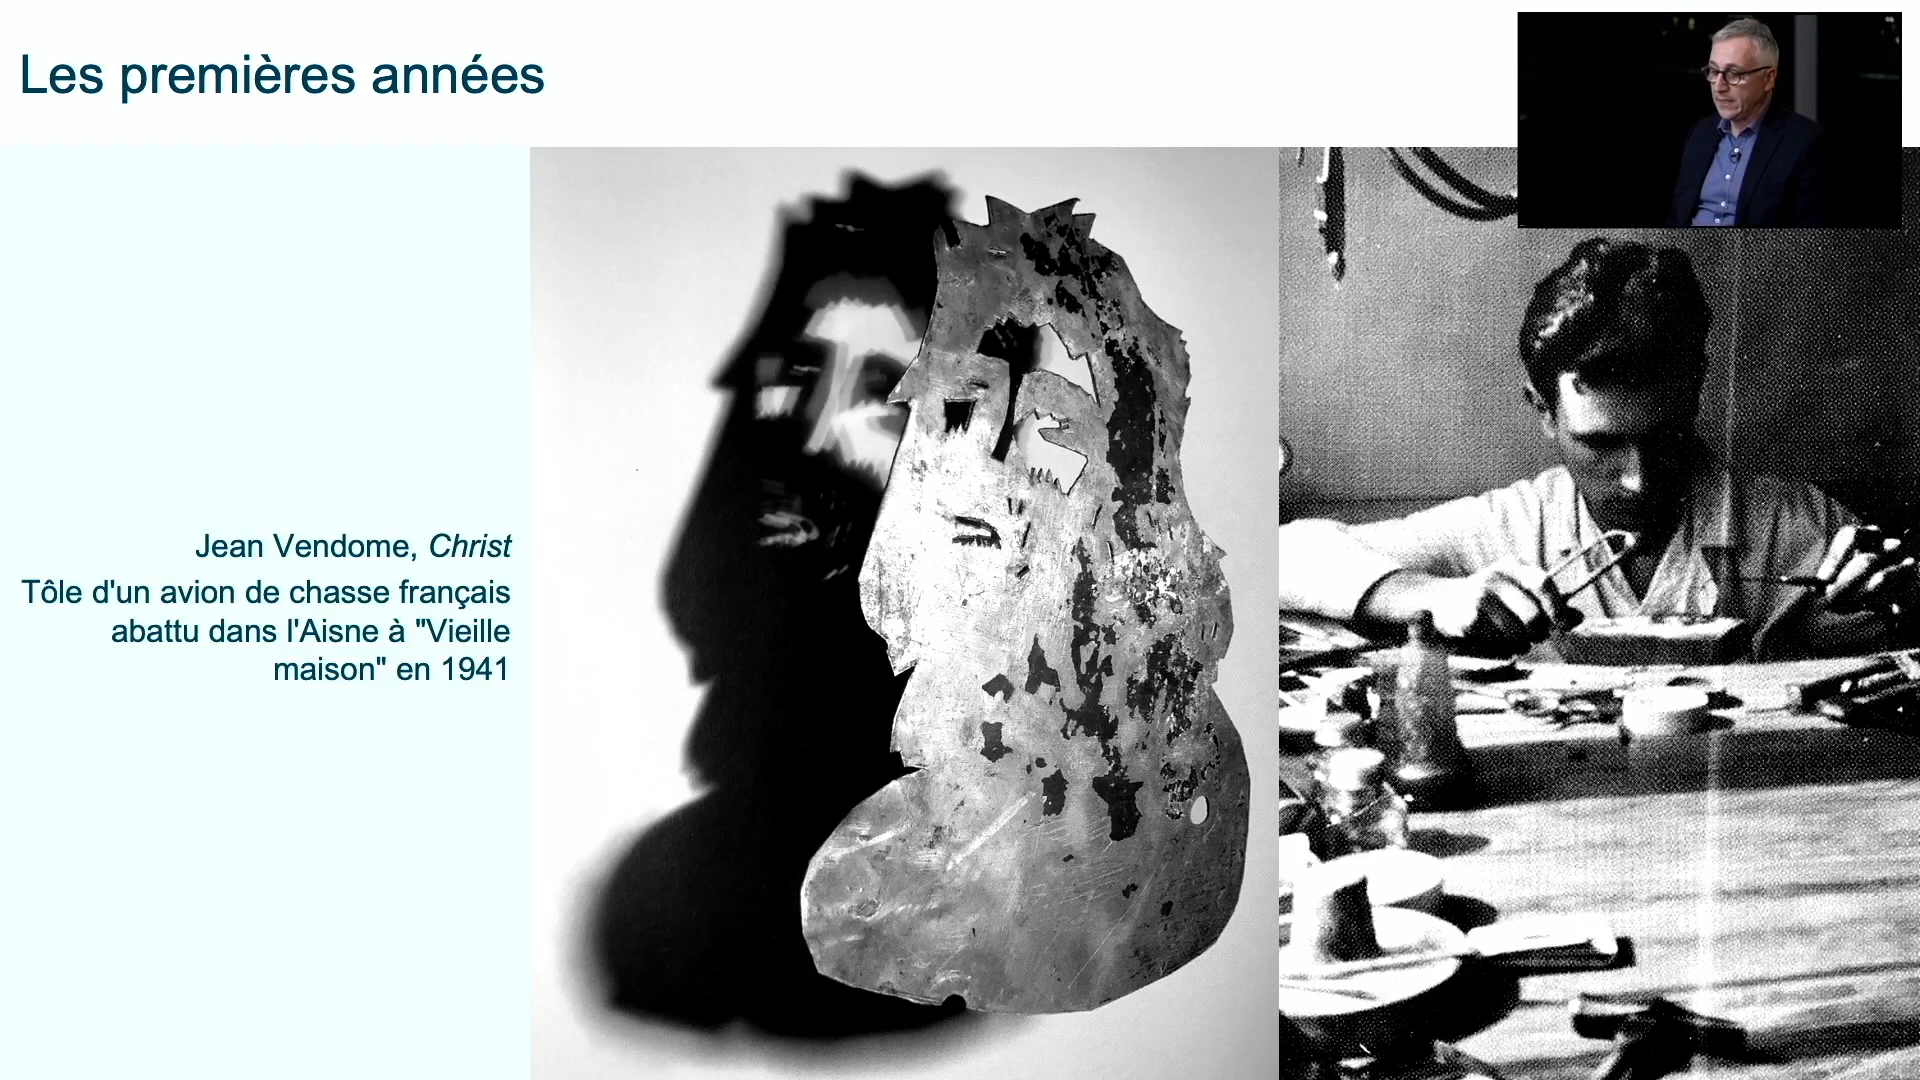 Les premières années
Jean Vendome, Christ
Tôle d'un avion de chasse français
abattu dans l'Aisne à "Vieille
maison" en 1941